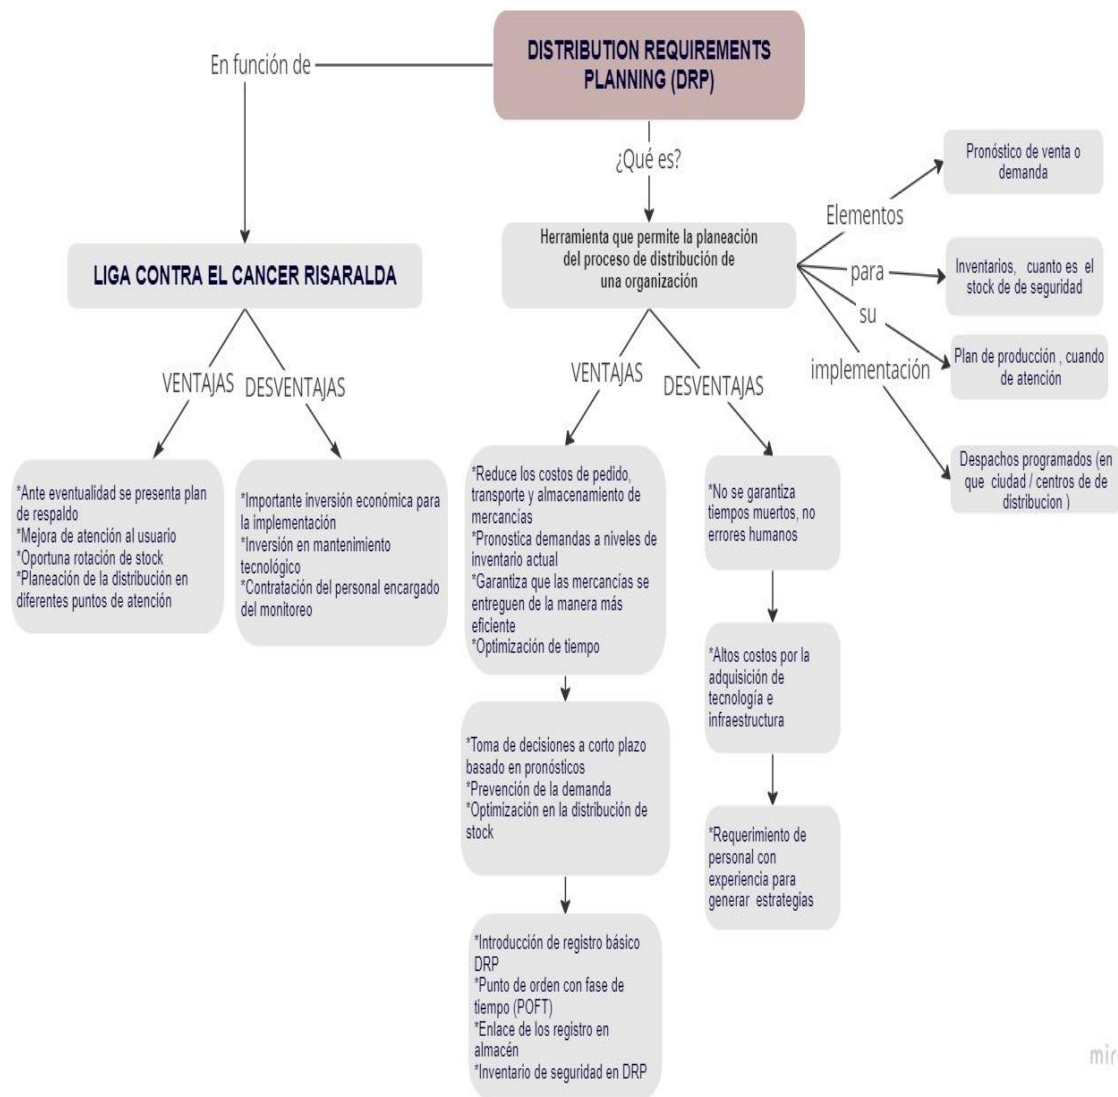 DISTRIBUTION REQUIREMENTS
PLANNING (DRP)
En función de
¿Qué es?
LIGA CONTRA EL CANCER RISARALDA
Herramienta que permite la planeación
del proceso de distribución de
una organización
Elementos
para
su
implementación
Pronóstico de venta o
demanda
Inventarios, cuanto es el
stock de de seguridad
Plan de producción , cuando
de atención
Despachos programados (en
que ciudad / centros de de
distribucion )
VENTAJAS
DESVENTAJAS
*Ante eventualidad se presenta plan
de respaldo
*Mejora de atención al usuario
*Oportuna rotación de stock
*Planeación de la distribución en
diferentes puntos de atención
*Importante inversión económica para
la implementación
*Inversión en mantenimiento
tecnológico
*Contratación del personal encargado
del monitoreo
VENTAJAS
DESVENTAJAS
*Reduce los costos de pedido,
transporte y almacenamiento de
mercancías
*Pronostica demandas a niveles de
inventario actual
*Garantiza que las mercancías se
entreguen de la manera más
eficiente
*Optimización de tiempo
*Toma de decisiones a corto plazo
basado en pronósticos
*Prevención de la demanda
*Optimización en la distribución de
stock
*Introducción de registro básico
DRP
*Punto de orden con fase de
tiempo (POFT)
*Enlace de los registro en
almacén
*Inventario de seguridad en DRP
*No se garantiza
tiempos muertos, no
errores humanos
*Altos costos por la
adquisición de
tecnología e
infraestructura
*Requerimiento de
personal con
experiencia para
generar estrategias